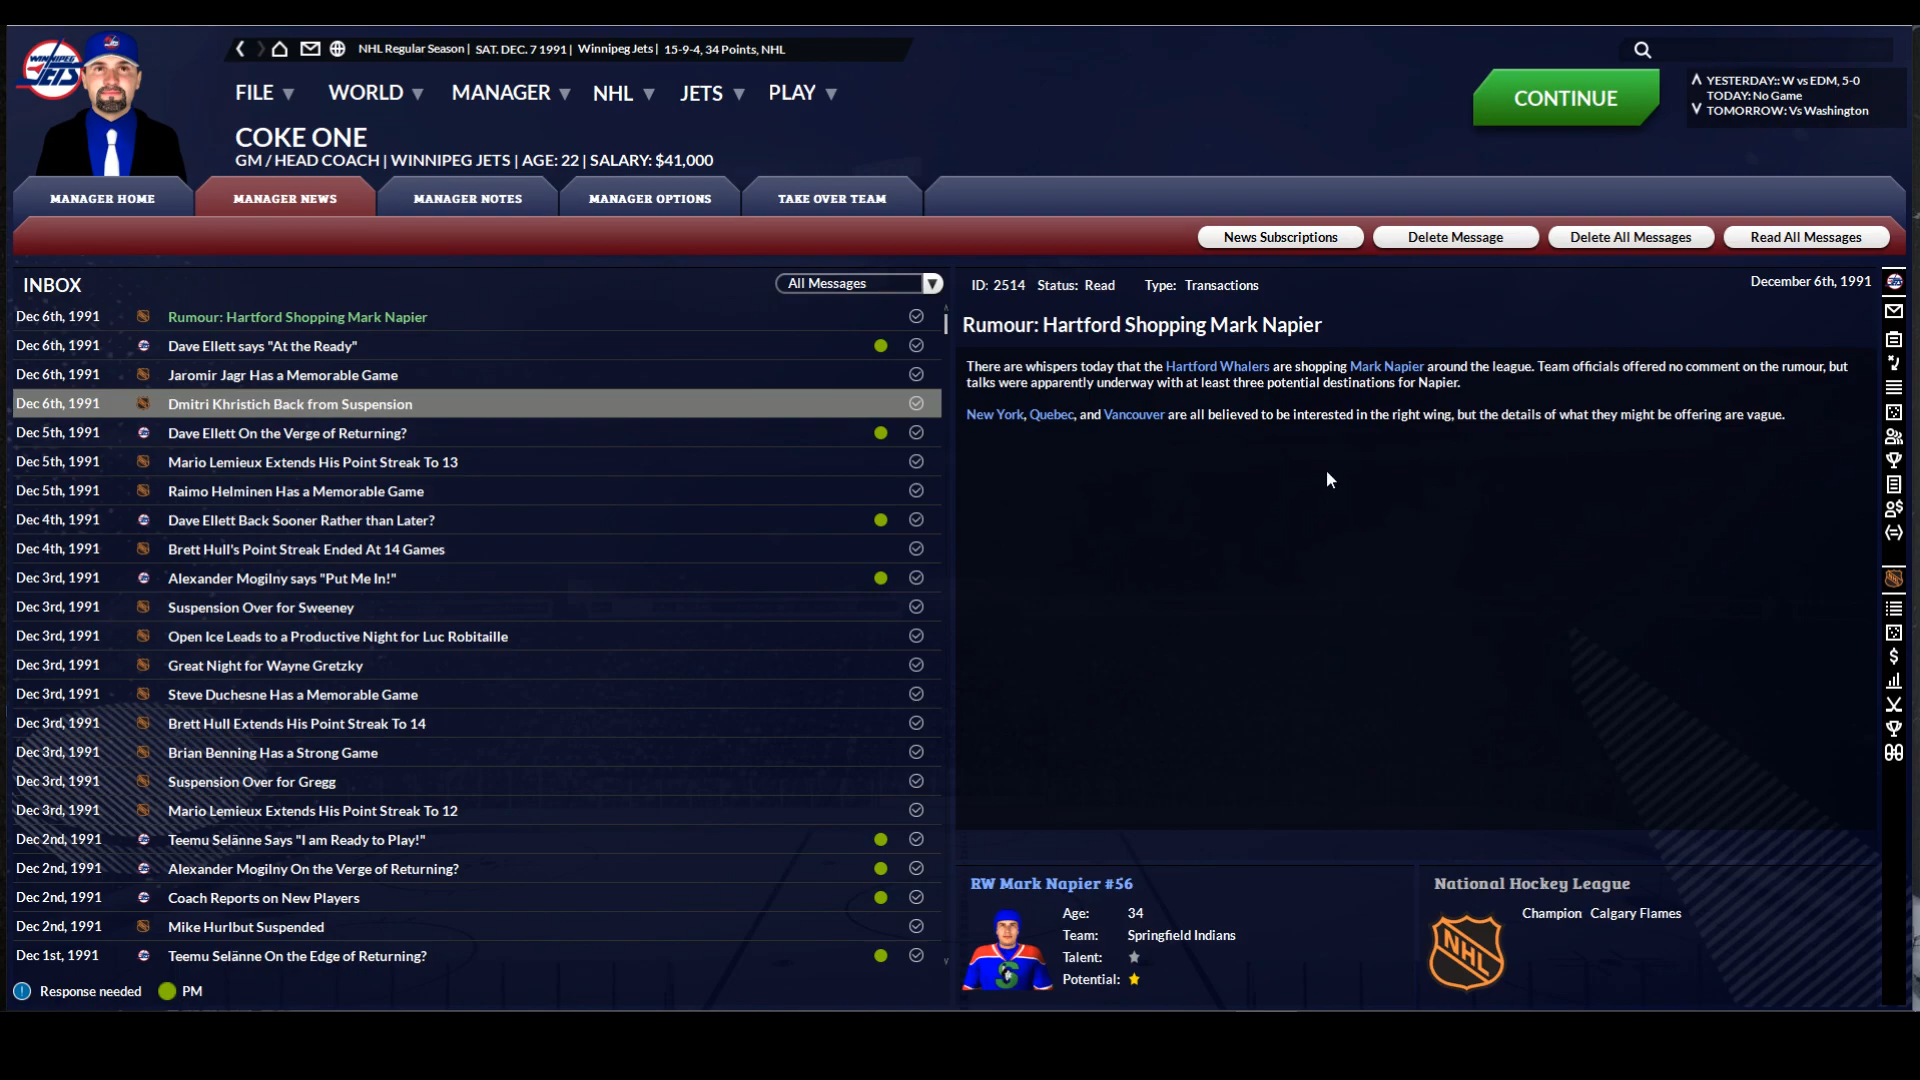 NHL Regular Season | SAT. DEC. 7 1991 | Winnipeg Jets | 15-9-4, 34 Points, NHL
FILE WORLD MANAGER NHL JETS PLAY
CONTINUE
YESTERDAY:: W vs EDM, 5-0
TODAY: No Game
TOMORROW: Vs Washington
WINNIPEG
JETS
COKE ONE
GM / HEAD COACH | WINNIPEG JETS | AGE: 22 | SALARY: $41,000
MANAGER HOME MANAGER NEWS MANAGER NOTES MANAGER OPTIONS TAKE OVER TEAM
News Subscriptions Delete Message Delete All Messages Read All Messages
INBOX All Messages
Dec 6th, 1991 Rumour: Hartford Shopping Mark Napier
Dec 6th, 1991 Dave Ellett says "At the Ready"
Dec 6th, 1991 Jaromir Jagr Has a Memorable Game
Dec 6th, 1991 Dmitri Khristich Back from Suspension
Dec 5th, 1991 Dave Ellett On the Verge of Returning?
Dec 5th, 1991 Mario Lemieux Extends His Point Streak To 13
Dec 5th, 1991 Raimo Helminen Has a Memorable Game
Dec 4th, 1991 Dave Ellett Back Sooner Rather than Later?
Dec 4th, 1991 Brett Hull's Point Streak Ended At 14 Games
Dec 3rd, 1991 Alexander Mogilny says "Put Me In!"
Dec 3rd, 1991 Suspension Over for Sweeney
Dec 3rd, 1991 Open Ice Leads to a Productive Night for Luc Robitaille
Dec 3rd, 1991 Great Night for Wayne Gretzky
Dec 3rd, 1991 Steve Duchesne Has a Memorable Game
Dec 3rd, 1991 Brett Hull Extends His Point Streak To 14
Dec 3rd, 1991 Brian Benning Has a Strong Game
Dec 3rd, 1991 Suspension Over for Gregg
Dec 3rd, 1991 Mario Lemieux Extends His Point Streak To 12
Dec 2nd, 1991 Teemu Selänne Says "I am Ready to Play!"
Dec 2nd, 1991 Alexander Mogilny On the Verge of Returning?
Dec 2nd, 1991 Coach Reports on New Players
Dec 2nd, 1991 Mike Hurlbut Suspended
Dec 1st, 1991 Teemu Selänne On the Edge of Returning?
Response needed PM
ID: 2514 Status: Read Type: Transactions December 6th, 1991
Rumour: Hartford Shopping Mark Napier
There are whispers today that the Hartford Whalers are shopping Mark Napier around the league. Team officials offered no comment on the rumour, but
talks were apparently underway with at least three potential destinations for Napier.
New York, Quebec, and Vancouver are all believed to be interested in the right wing, but the details of what they might be offering are vague.
RW Mark Napier #56
Age: 34
Team: Springfield Indians
Talent:
Potential:
National Hockey League
Champion Calgary Flames
NHL